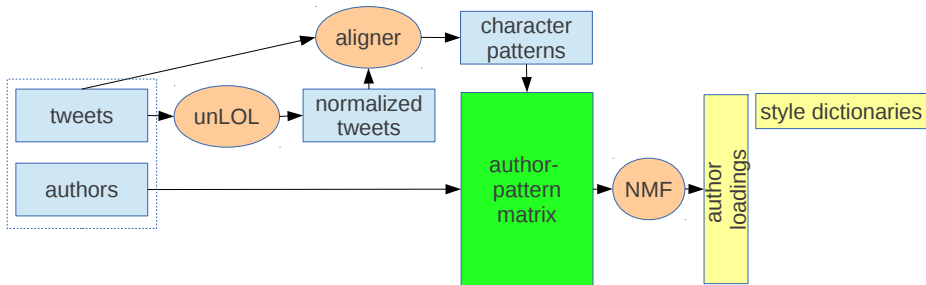 aligner
character
patterns
tweets
unLOL
normalized
tweets
style dictionaries
authors
author-
pattern
matrix
NMF
author
loadings